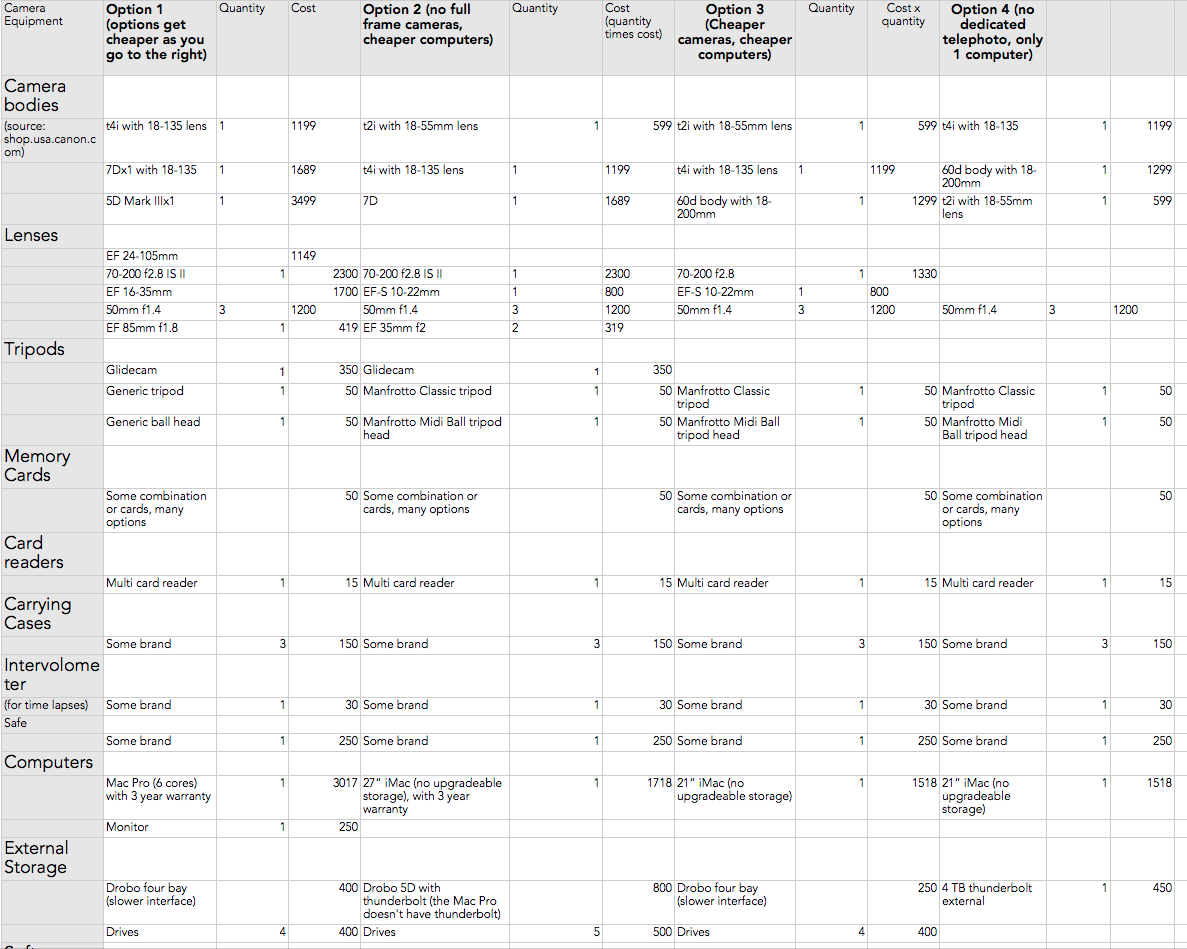 Camera Equipment Option 1 (options get cheaper as you go to the right) Quantity Cost Option 2 (no full frame cameras, cheaper computers) Quantity Cost (quantity times cost) Option 3 (Cheaper cameras, cheaper computers) Quantity Cost x quantity Option 4 (no dedicated telephoto, only 1 computer)
Camera bodies
(source: shop.usa.canon.com) t4i with 18-135 lens 1 1199 t2i with 18-55mm lens 1 599 t2i with 18-55mm lens 1 599 t4i with 18-135 1 1199
7Dx1 with 18-135 1 1689 t4i with 18-135 lens 1 1199 t4i with 18-135 lens 1 1199 60d body with 18-200mm 1 1299
5D Mark IIIx1 1 3499 7D 1 1689 60d body with 18-200mm 1 1299 t2i with 18-55mm lens 1 599
Lenses
EF 24-105mm 1149
70-200 f2.8 IS II 1 2300 70-200 f2.8 IS II 1 2300 70-200 f2.8 1 1330
EF 16-35mm 1700 EF-S 10-22mm 1 800 EF-S 10-22mm 1 800
50mm f1.4 3 1200 50mm f1.4 3 1200 50mm f1.4 3 1200 50mm f1.4 3 1200
EF 85mm f1.8 1 419 EF 35mm f2 2 319
Tripods
Glidecam 1 350 Glidecam 1 350
Generic tripod 1 50 Manfrotto Classic tripod 1 50 Manfrotto Classic tripod 1 50 Manfrotto Classic tripod 1 50
Generic ball head 1 50 Manfrotto Midi Ball tripod head 1 50 Manfrotto Midi Ball tripod head 1 50 Manfrotto Midi Ball tripod head 1 50
Memory Cards
Some combination or cards, many options 50 Some combination or cards, many options 50 Some combination or cards, many options 50 Some combination or cards, many options 50
Card readers
Multi card reader 1 15 Multi card reader 1 15 Multi card reader 1 15 Multi card reader 1 15
Carrying Cases
Some brand 3 150 Some brand 3 150 Some brand 3 150 Some brand 3 150
Intervolometer
(for time lapses) Some brand 1 30 Some brand 1 30 Some brand 1 30 Some brand 1 30
Safe
Some brand 1 250 Some brand 1 250 Some brand 1 250 Some brand 1 250
Computers
Mac Pro (6 cores) with 3 year warranty 1 3017 27" iMac (no upgradeable storage), with 3 year warranty 1 1718 21" iMac (no upgradeable storage) 1 1518 21" iMac (no upgradeable storage) 1 1518
Monitor 1 250
External Storage
Drobo four bay (slower interface) 400 Drobo 5D with thunderbolt (the Mac Pro doesn't have thunderbolt) 800 Drobo four bay (slower interface) 250 4 TB thunderbolt external 1 450
Drives 4 400 Drives 5 500 Drives 4 400